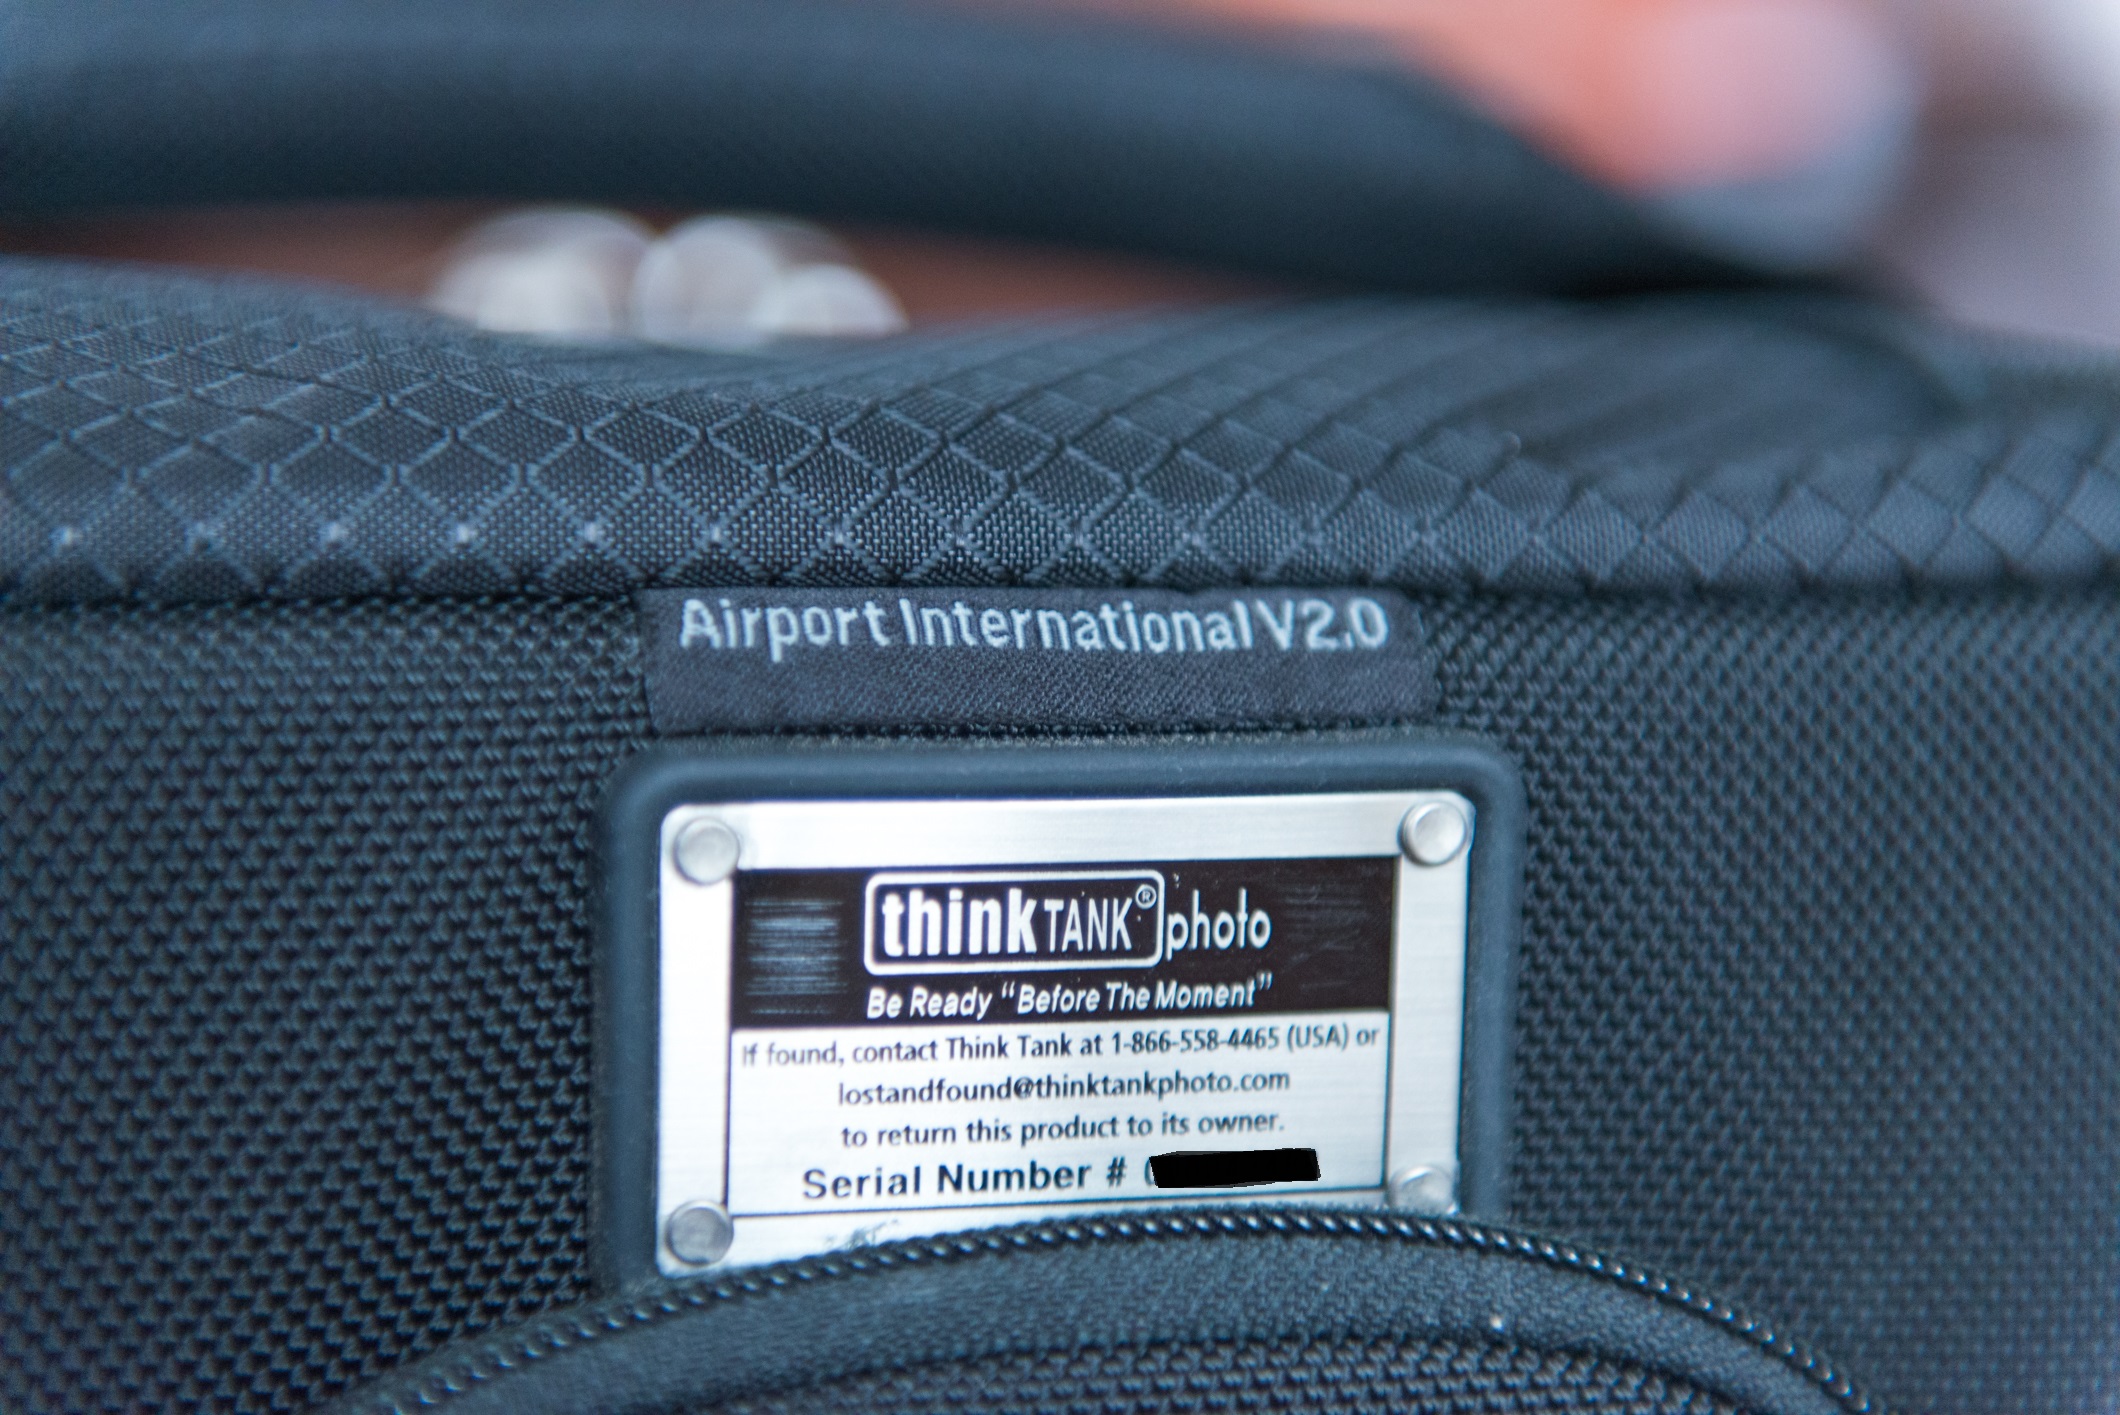 Airport International V2.0
thinkTANK® photo
Be Ready “Before The Moment”
If found, contact Think Tank at 1-866-558-4465 (USA) or
lostandfound@thinktankphoto.com
to return this product to its owner.
Serial Number #